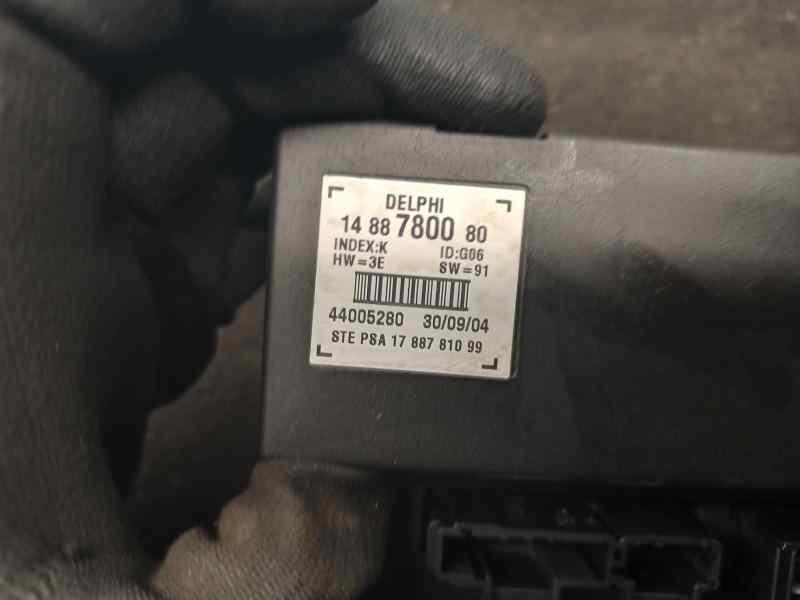 DELPHI
14 88 7800 80
INDEX:K ID:G06
HW=3E SW=91
44005280 30/09/04
STE PSA 17 887 810 99